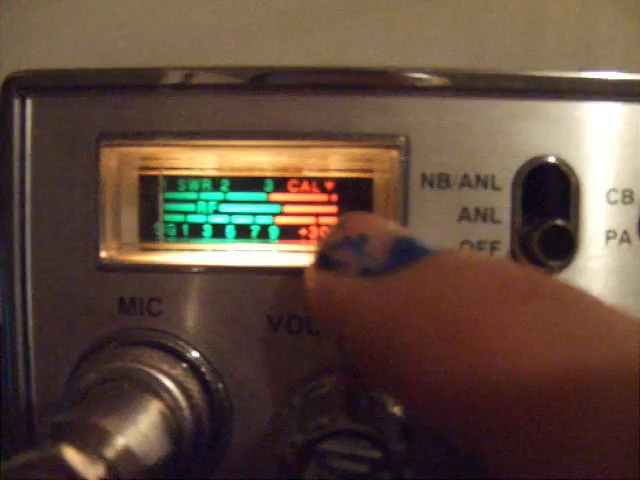 SWR 2 3 CAL
RF
SG 1 3 5 7 9 +30
NB/ANL
ANL
OFF
CB
PA
MIC
VOL